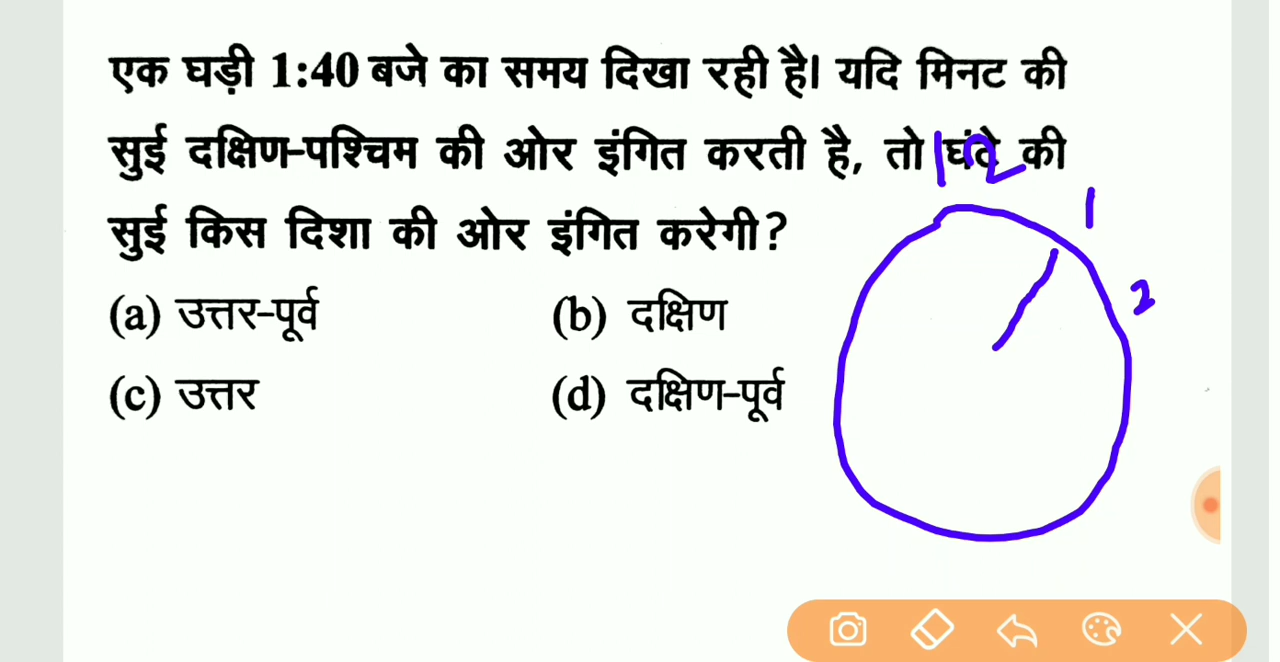 एक घड़ी 1:40 बजे का समय दिखा रही है। यदि मिनट की
सुई दक्षिण-पश्चिम की ओर इंगित करती है, तो घंटे की
सुई किस दिशा की ओर इंगित करेगी?
(a) उत्तर-पूर्व (b) दक्षिण
(c) उत्तर (d) दक्षिण-पूर्व
12
1
2